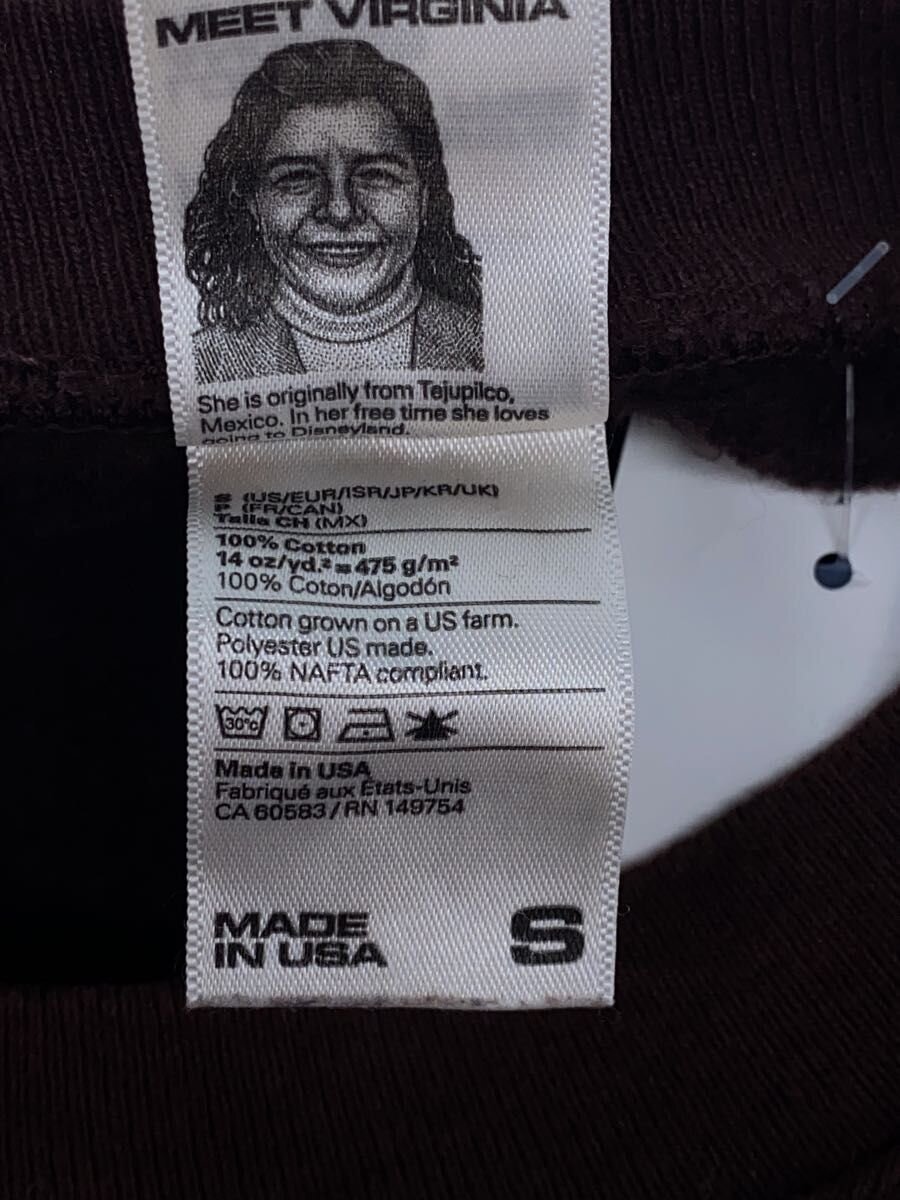 MEET VIRGINIA
She is originally from Tejupilco,
Mexico. In her free time she loves
going to Disneyland.
S (US/EUR/ISR/JP/KR/UK)
P (FR/CAN)
Talla CH (MX)
100% Cotton
14 oz/yd.² = 475 g/m²
100% Coton/Algodón
Cotton grown on a US farm.
Polyester US made.
100% NAFTA compliant.
30°c
Made in USA
Fabriqué aux États-Unis
CA 60583 / RN 149754
MADE
IN USA
S